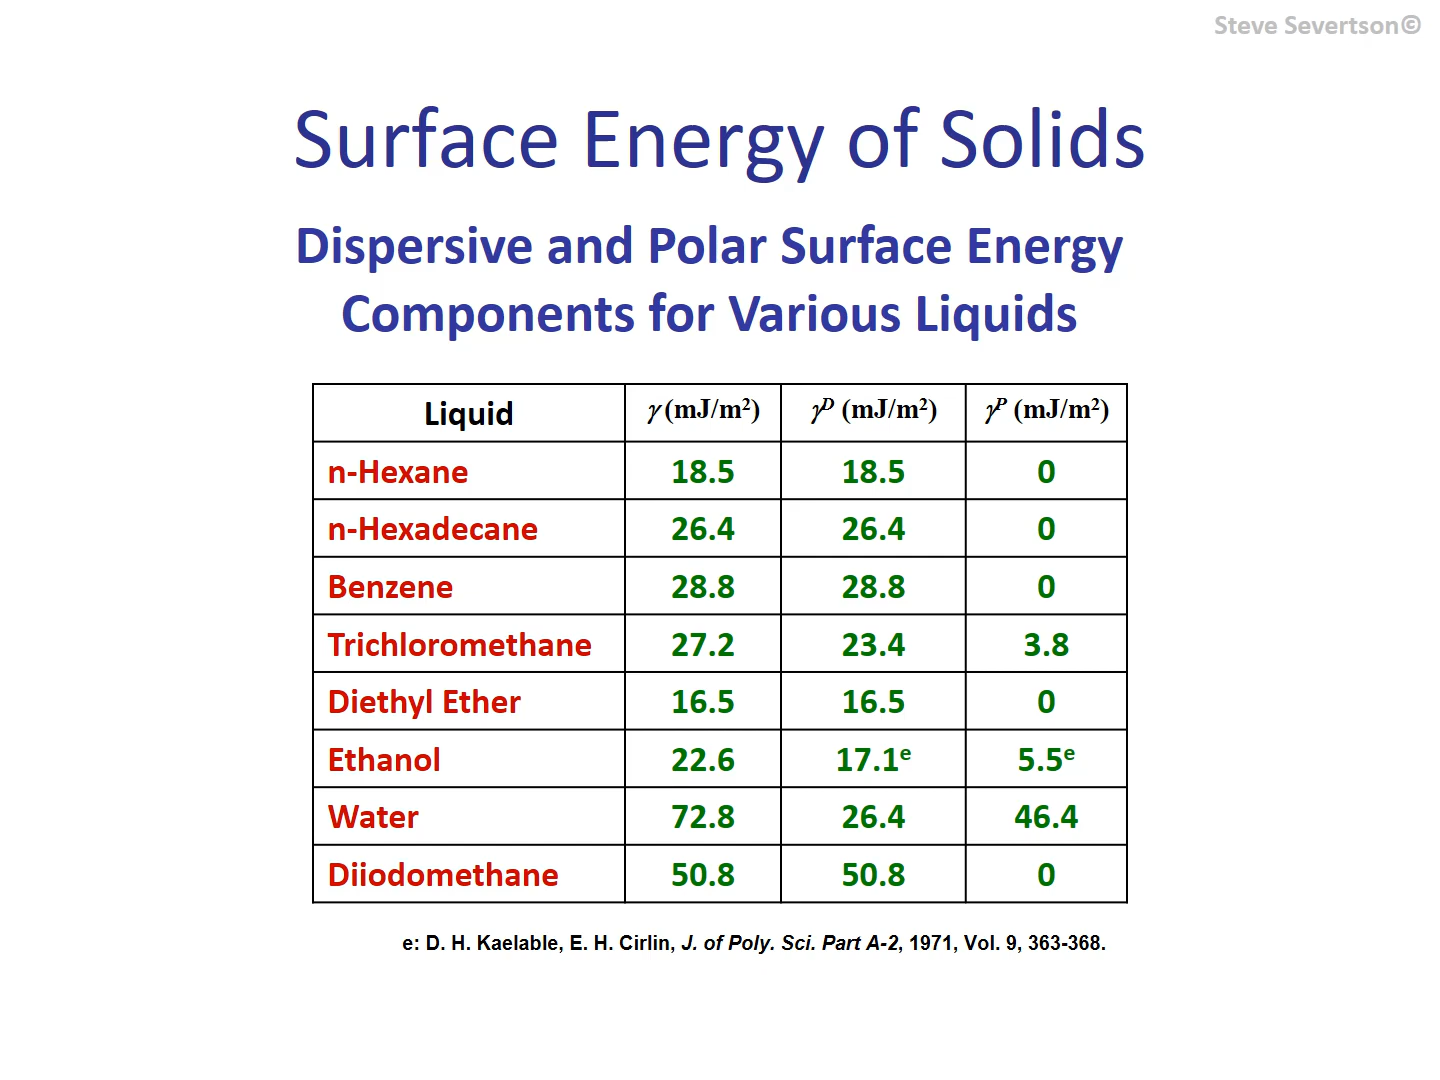 Steve Severtson©
Surface Energy of Solids
Dispersive and Polar Surface Energy
Components for Various Liquids
Liquid γ (mJ/m²) γᴰ (mJ/m²) γᴾ (mJ/m²)
n-Hexane 18.5 18.5 0
n-Hexadecane 26.4 26.4 0
Benzene 28.8 28.8 0
Trichloromethane 27.2 23.4 3.8
Diethyl Ether 16.5 16.5 0
Ethanol 22.6 17.1ᵉ 5.5ᵉ
Water 72.8 26.4 46.4
Diiodomethane 50.8 50.8 0
e: D. H. Kaelable, E. H. Cirlin, J. of Poly. Sci. Part A-2, 1971, Vol. 9, 363-368.